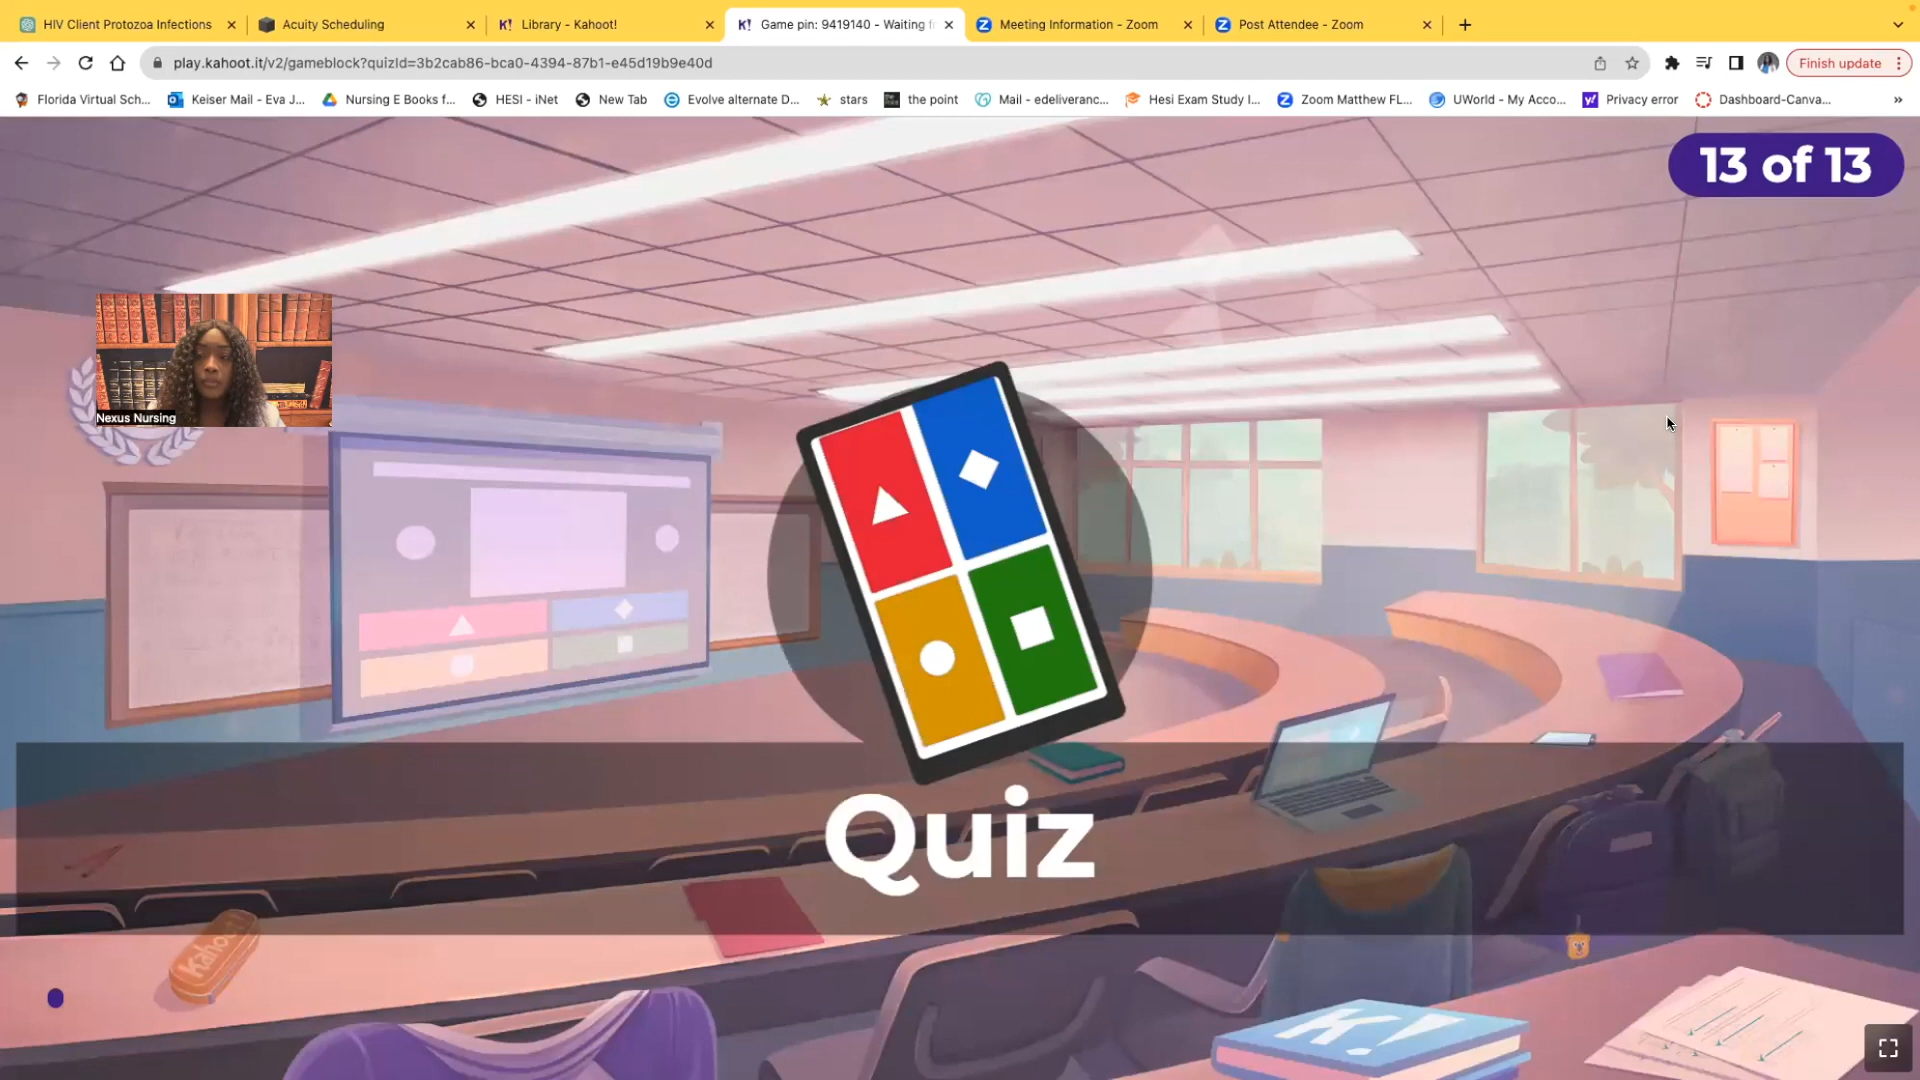 HIV Client Protozoa Infections
Acuity Scheduling
Library - Kahoot!
Game pin: 9419140 - Waiting f
Meeting Information - Zoom
Post Attendee - Zoom
play.kahoot.it/v2/gameblock?quizId=3b2cab86-bca0-4394-87b1-e45d19b9e40d
Finish update
Florida Virtual Sch...
Keiser Mail - Eva J...
Nursing E Books f...
HESI - iNet
New Tab
Evolve alternate D...
stars
the point
Mail - edeliveranc...
Hesi Exam Study I...
Zoom Matthew FL...
UWorld - My Acco...
Privacy error
Dashboard-Canva...
13 of 13
Nexus Nursing
Quiz
Kahoot!
K!